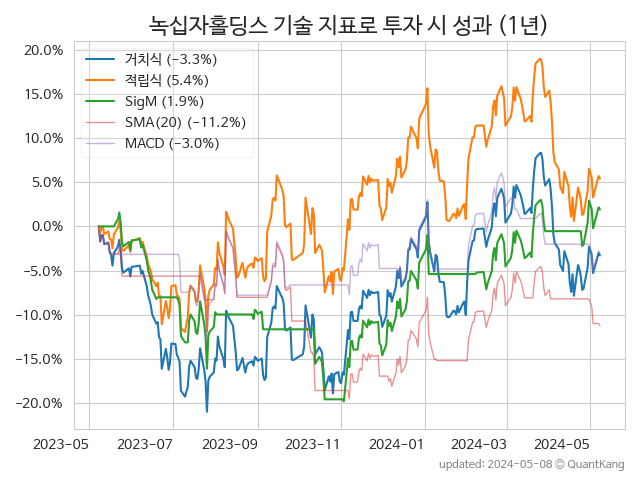 녹십자홀딩스 기술 지표로 투자 시 성과 (1년)
20.0%
15.0%
10.0%
5.0%
0.0%
−5.0%
−10.0%
−15.0%
−20.0%
거치식 (−3.3%)
적립식 (5.4%)
SigM (1.9%)
SMA(20) (−11.2%)
MACD (−3.0%)
2023-05 2023-07 2023-09 2023-11 2024-01 2024-03 2024-05
updated: 2024-05-08 ⓒ QuantKang